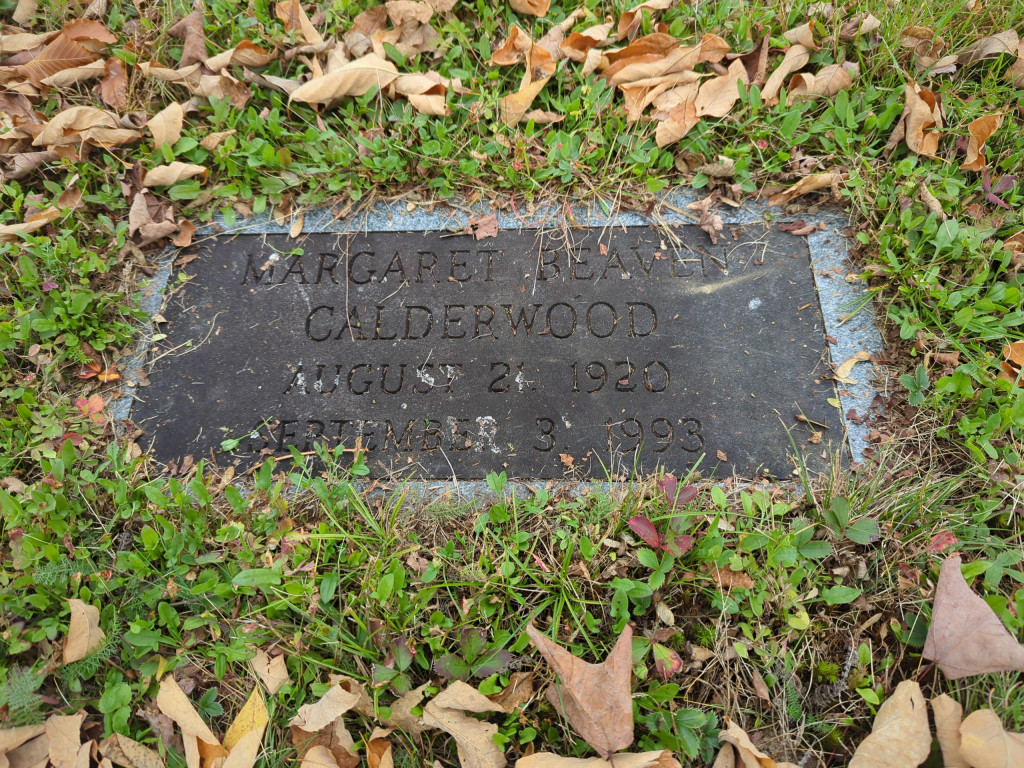 MARGARET BEAVEN
CALDERWOOD
AUGUST 21, 1920
SEPTEMBER 3, 1993